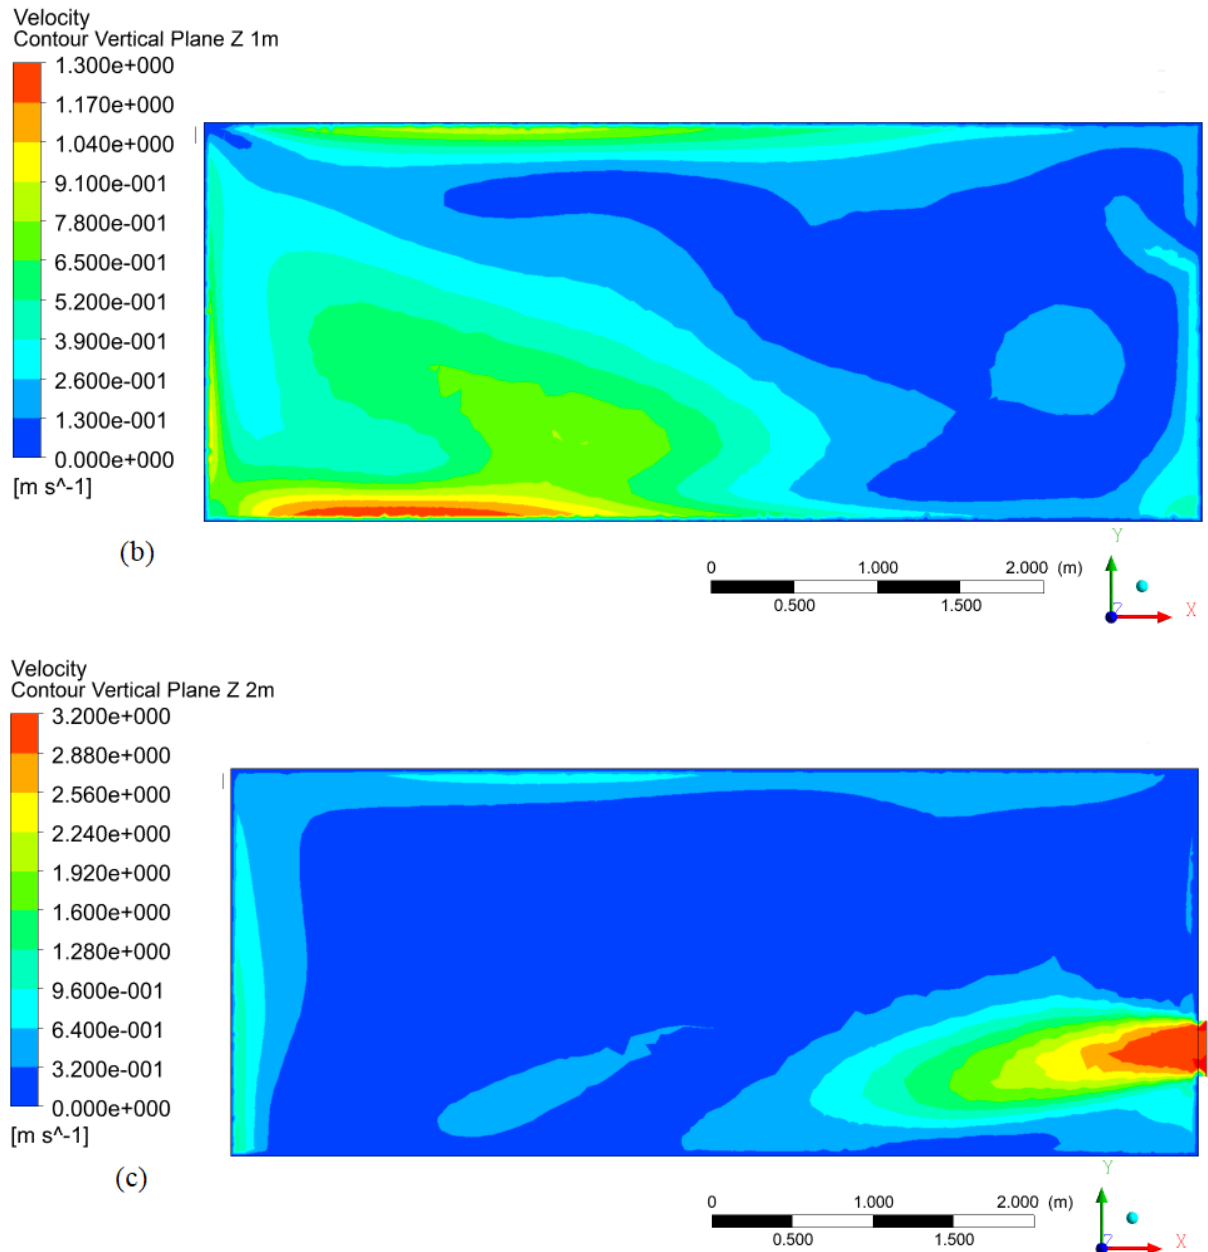 Velocity
Contour Vertical Plane Z 1m
1.300e+000
1.170e+000
1.040e+000
9.100e-001
7.800e-001
6.500e-001
5.200e-001
3.900e-001
2.600e-001
1.300e-001
0.000e+000
[m s^-1]
(b)
0 1.000 2.000 (m)
0.500 1.500
Y
Z X
Velocity
Contour Vertical Plane Z 2m
3.200e+000
2.880e+000
2.560e+000
2.240e+000
1.920e+000
1.600e+000
1.280e+000
9.600e-001
6.400e-001
3.200e-001
0.000e+000
[m s^-1]
(c)
0 1.000 2.000 (m)
0.500 1.500
Y
Z X